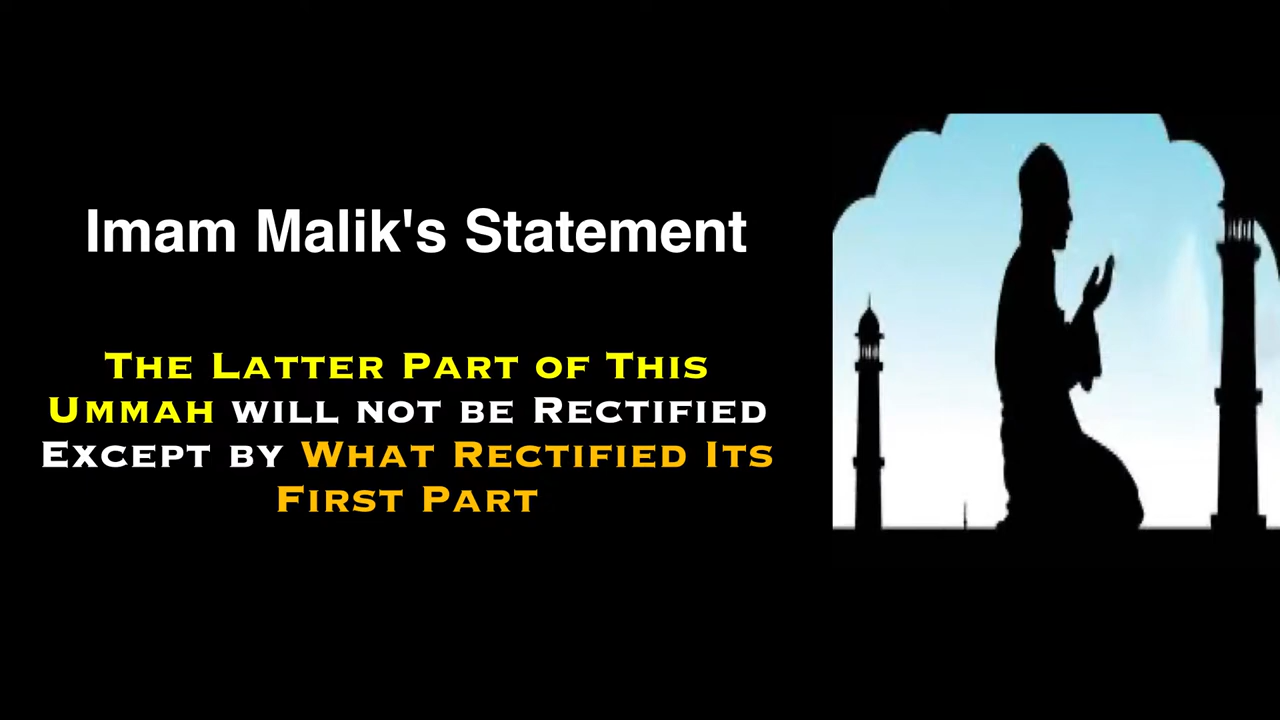 Imam Malik's Statement
The Latter Part of This
Ummah will not be Rectified
Except by What Rectified Its
First Part